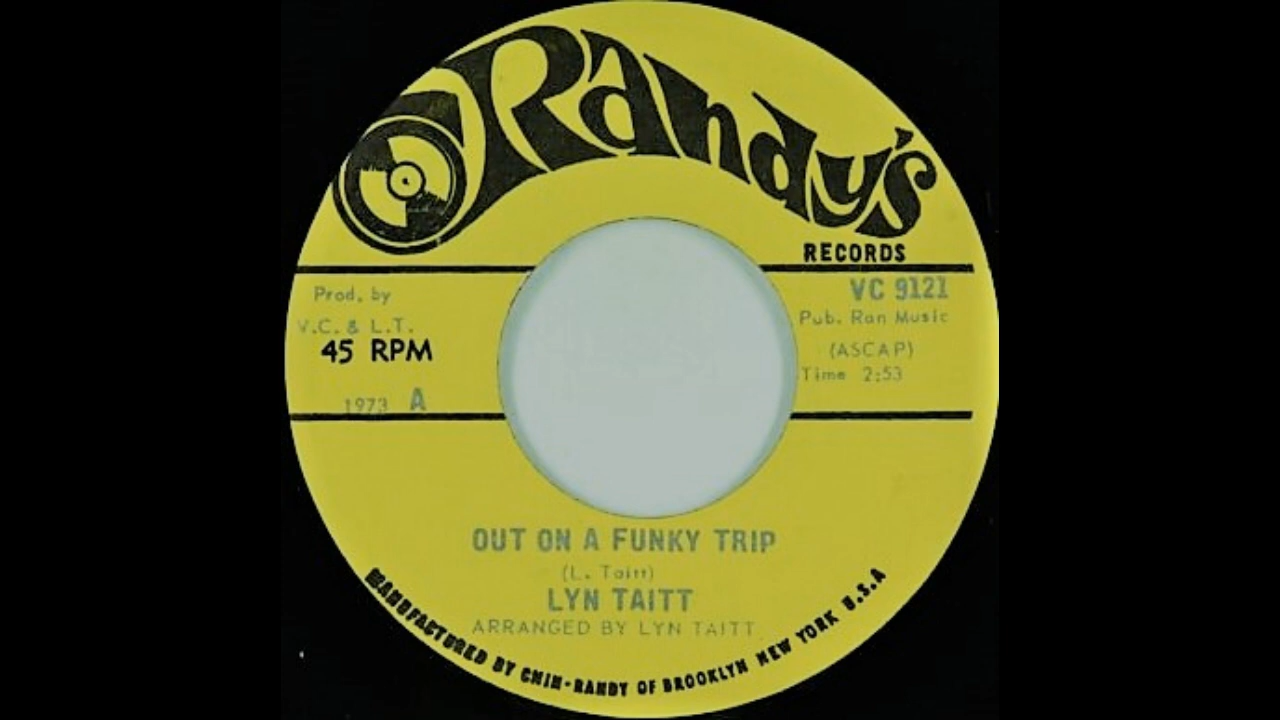 Randy's
RECORDS
Prod. by
V.C. & L.T.
45 RPM
1973 A
VC 9121
Pub. Ran Music
(ASCAP)
Time 2:53
OUT ON A FUNKY TRIP
(L. Taitt)
LYN TAITT
ARRANGED BY LYN TAITT
MANUFACTURED BY CHIN-RANDY OF BROOKLYN NEW YORK U.S.A